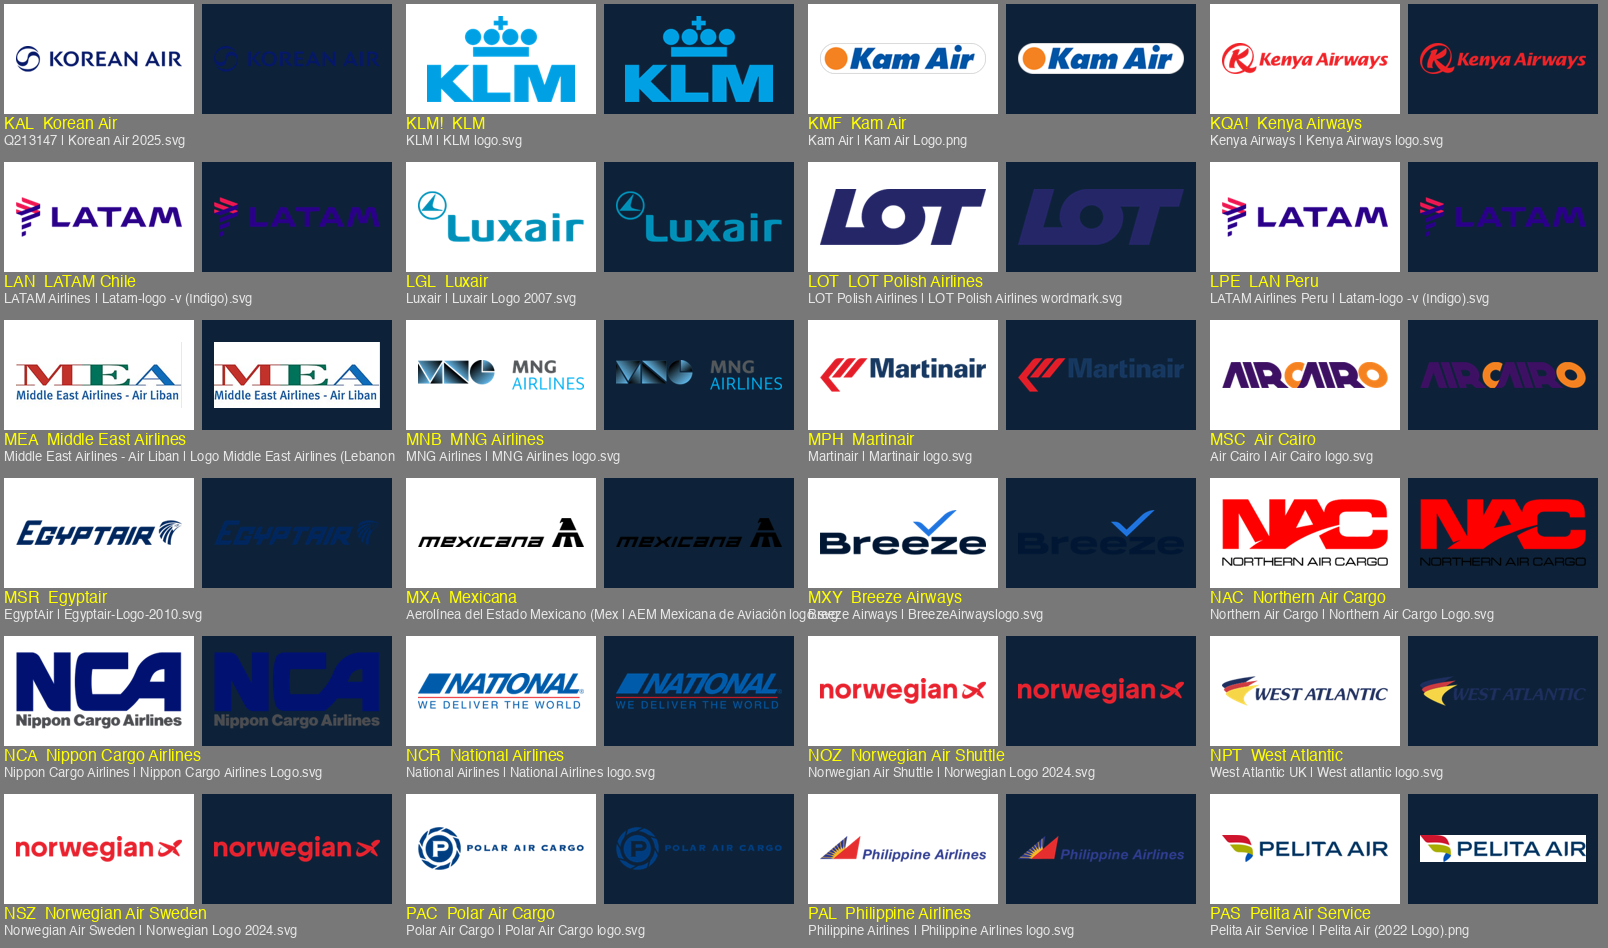 KOREAN AIR KOREAN AIR
KAL Korean Air
Q213147 | Korean Air 2025.svg
KLM KLM
KLM! KLM
KLM | KLM logo.svg
Kam Air Kam Air
KMF Kam Air
Kam Air | Kam Air Logo.png
Kenya Airways Kenya Airways
KQA! Kenya Airways
Kenya Airways | Kenya Airways logo.svg
LATAM LATAM
LAN LATAM Chile
LATAM Airlines | Latam-logo -v (Indigo).svg
Luxair Luxair
LGL Luxair
Luxair | Luxair Logo 2007.svg
LOT LOT
LOT LOT Polish Airlines
LOT Polish Airlines | LOT Polish Airlines wordmark.svg
LATAM LATAM
LPE LAN Peru
LATAM Airlines Peru | Latam-logo -v (Indigo).svg
MEA MEA
Middle East Airlines - Air Liban Middle East Airlines - Air Liban
MEA Middle East Airlines
Middle East Airlines - Air Liban | Logo Middle East Airlines (Lebanon
MNG MNG
AIRLINES AIRLINES
MNB MNG Airlines
MNG Airlines | MNG Airlines logo.svg
Martinair Martinair
MPH Martinair
Martinair | Martinair logo.svg
AIRCAIRO AIRCAIRO
MSC Air Cairo
Air Cairo | Air Cairo logo.svg
EGYPTAIR EGYPTAIR
MSR Egyptair
EgyptAir | Egyptair-Logo-2010.svg
mexicana mexicana
MXA Mexicana
Aerolínea del Estado Mexicano (Mex | AEM Mexicana de Aviación logo.svg
Breeze Breeze
MXY Breeze Airways
Breeze Airways | BreezeAirwayslogo.svg
NAC NAC
NORTHERN AIR CARGO NORTHERN AIR CARGO
NAC Northern Air Cargo
Northern Air Cargo | Northern Air Cargo Logo.svg
NCA NCA
Nippon Cargo Airlines Nippon Cargo Airlines
NCA Nippon Cargo Airlines
Nippon Cargo Airlines | Nippon Cargo Airlines Logo.svg
NATIONAL® NATIONAL®
WE DELIVER THE WORLD WE DELIVER THE WORLD
NCR National Airlines
National Airlines | National Airlines logo.svg
norwegian norwegian
NOZ Norwegian Air Shuttle
Norwegian Air Shuttle | Norwegian Logo 2024.svg
WEST ATLANTIC WEST ATLANTIC
NPT West Atlantic
West Atlantic UK | West atlantic logo.svg
norwegian norwegian
NSZ Norwegian Air Sweden
Norwegian Air Sweden | Norwegian Logo 2024.svg
P POLAR AIR CARGO P POLAR AIR CARGO
PAC Polar Air Cargo
Polar Air Cargo | Polar Air Cargo logo.svg
Philippine Airlines Philippine Airlines
PAL Philippine Airlines
Philippine Airlines | Philippine Airlines logo.svg
PELITA AIR PELITA AIR
PAS Pelita Air Service
Pelita Air Service | Pelita Air (2022 Logo).png